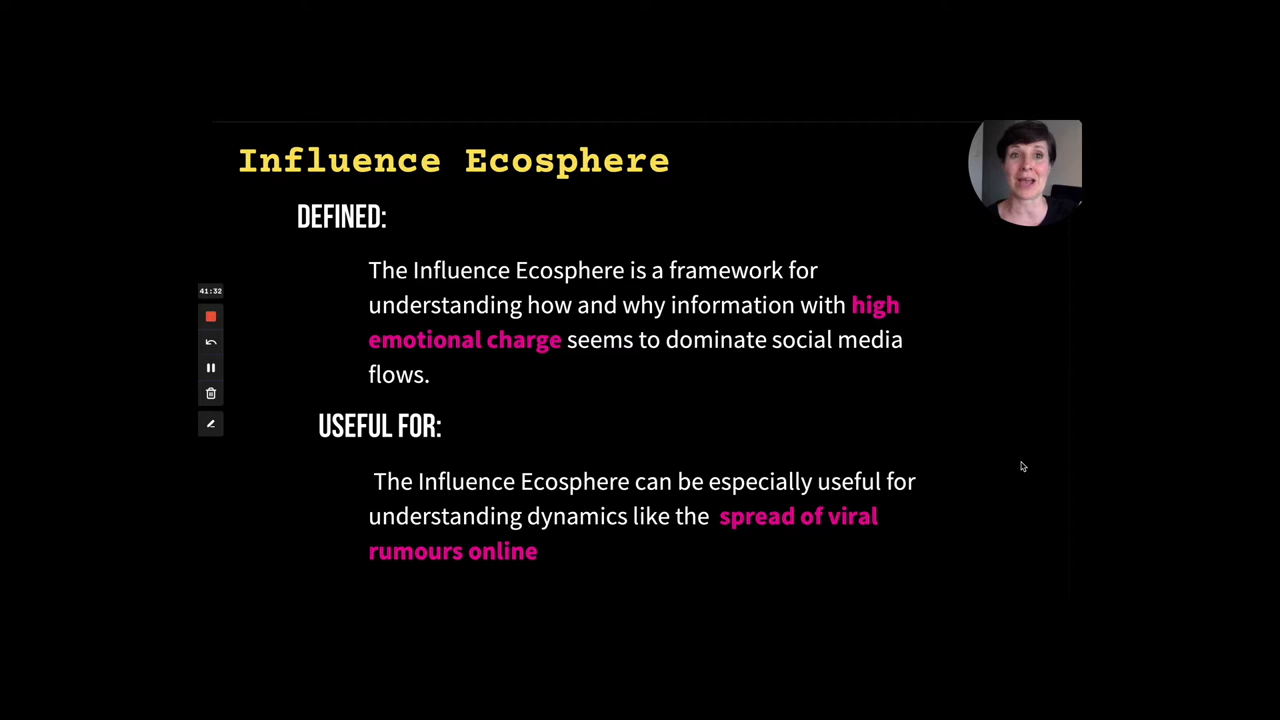 Influence Ecosphere
DEFINED:
The Influence Ecosphere is a framework for
understanding how and why information with high
emotional charge seems to dominate social media
flows.
41:32
USEFUL FOR:
The Influence Ecosphere can be especially useful for
understanding dynamics like the spread of viral
rumours online